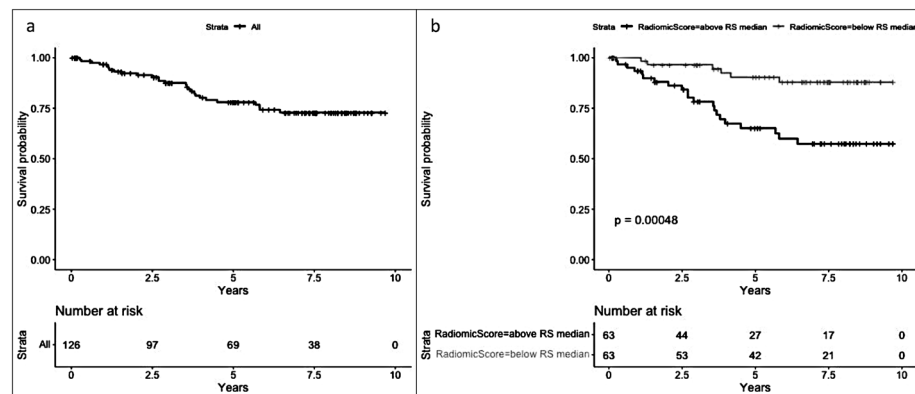 a
Strata All
Survival probability
1.00
0.75
0.50
0.25
0.00
0 2.5 5 7.5 10
Years
Number at risk
Strata
All 126 97 69 38 0
0 2.5 5 7.5 10
Years
b
Strata RadiomicScore=above RS median RadiomicScore=below RS median
Survival probability
1.00
0.75
0.50
0.25
0.00
p = 0.00048
0 2.5 5 7.5 10
Years
Number at risk
Strata
RadiomicScore=above RS median 63 44 27 17 0
RadiomicScore=below RS median 63 53 42 21 0
0 2.5 5 7.5 10
Years